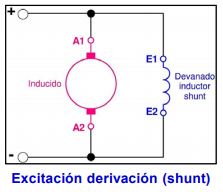 +
A1
E1
Inducido
Devanado
inductor
shunt
E2
A2
-
Excitación derivación (shunt)